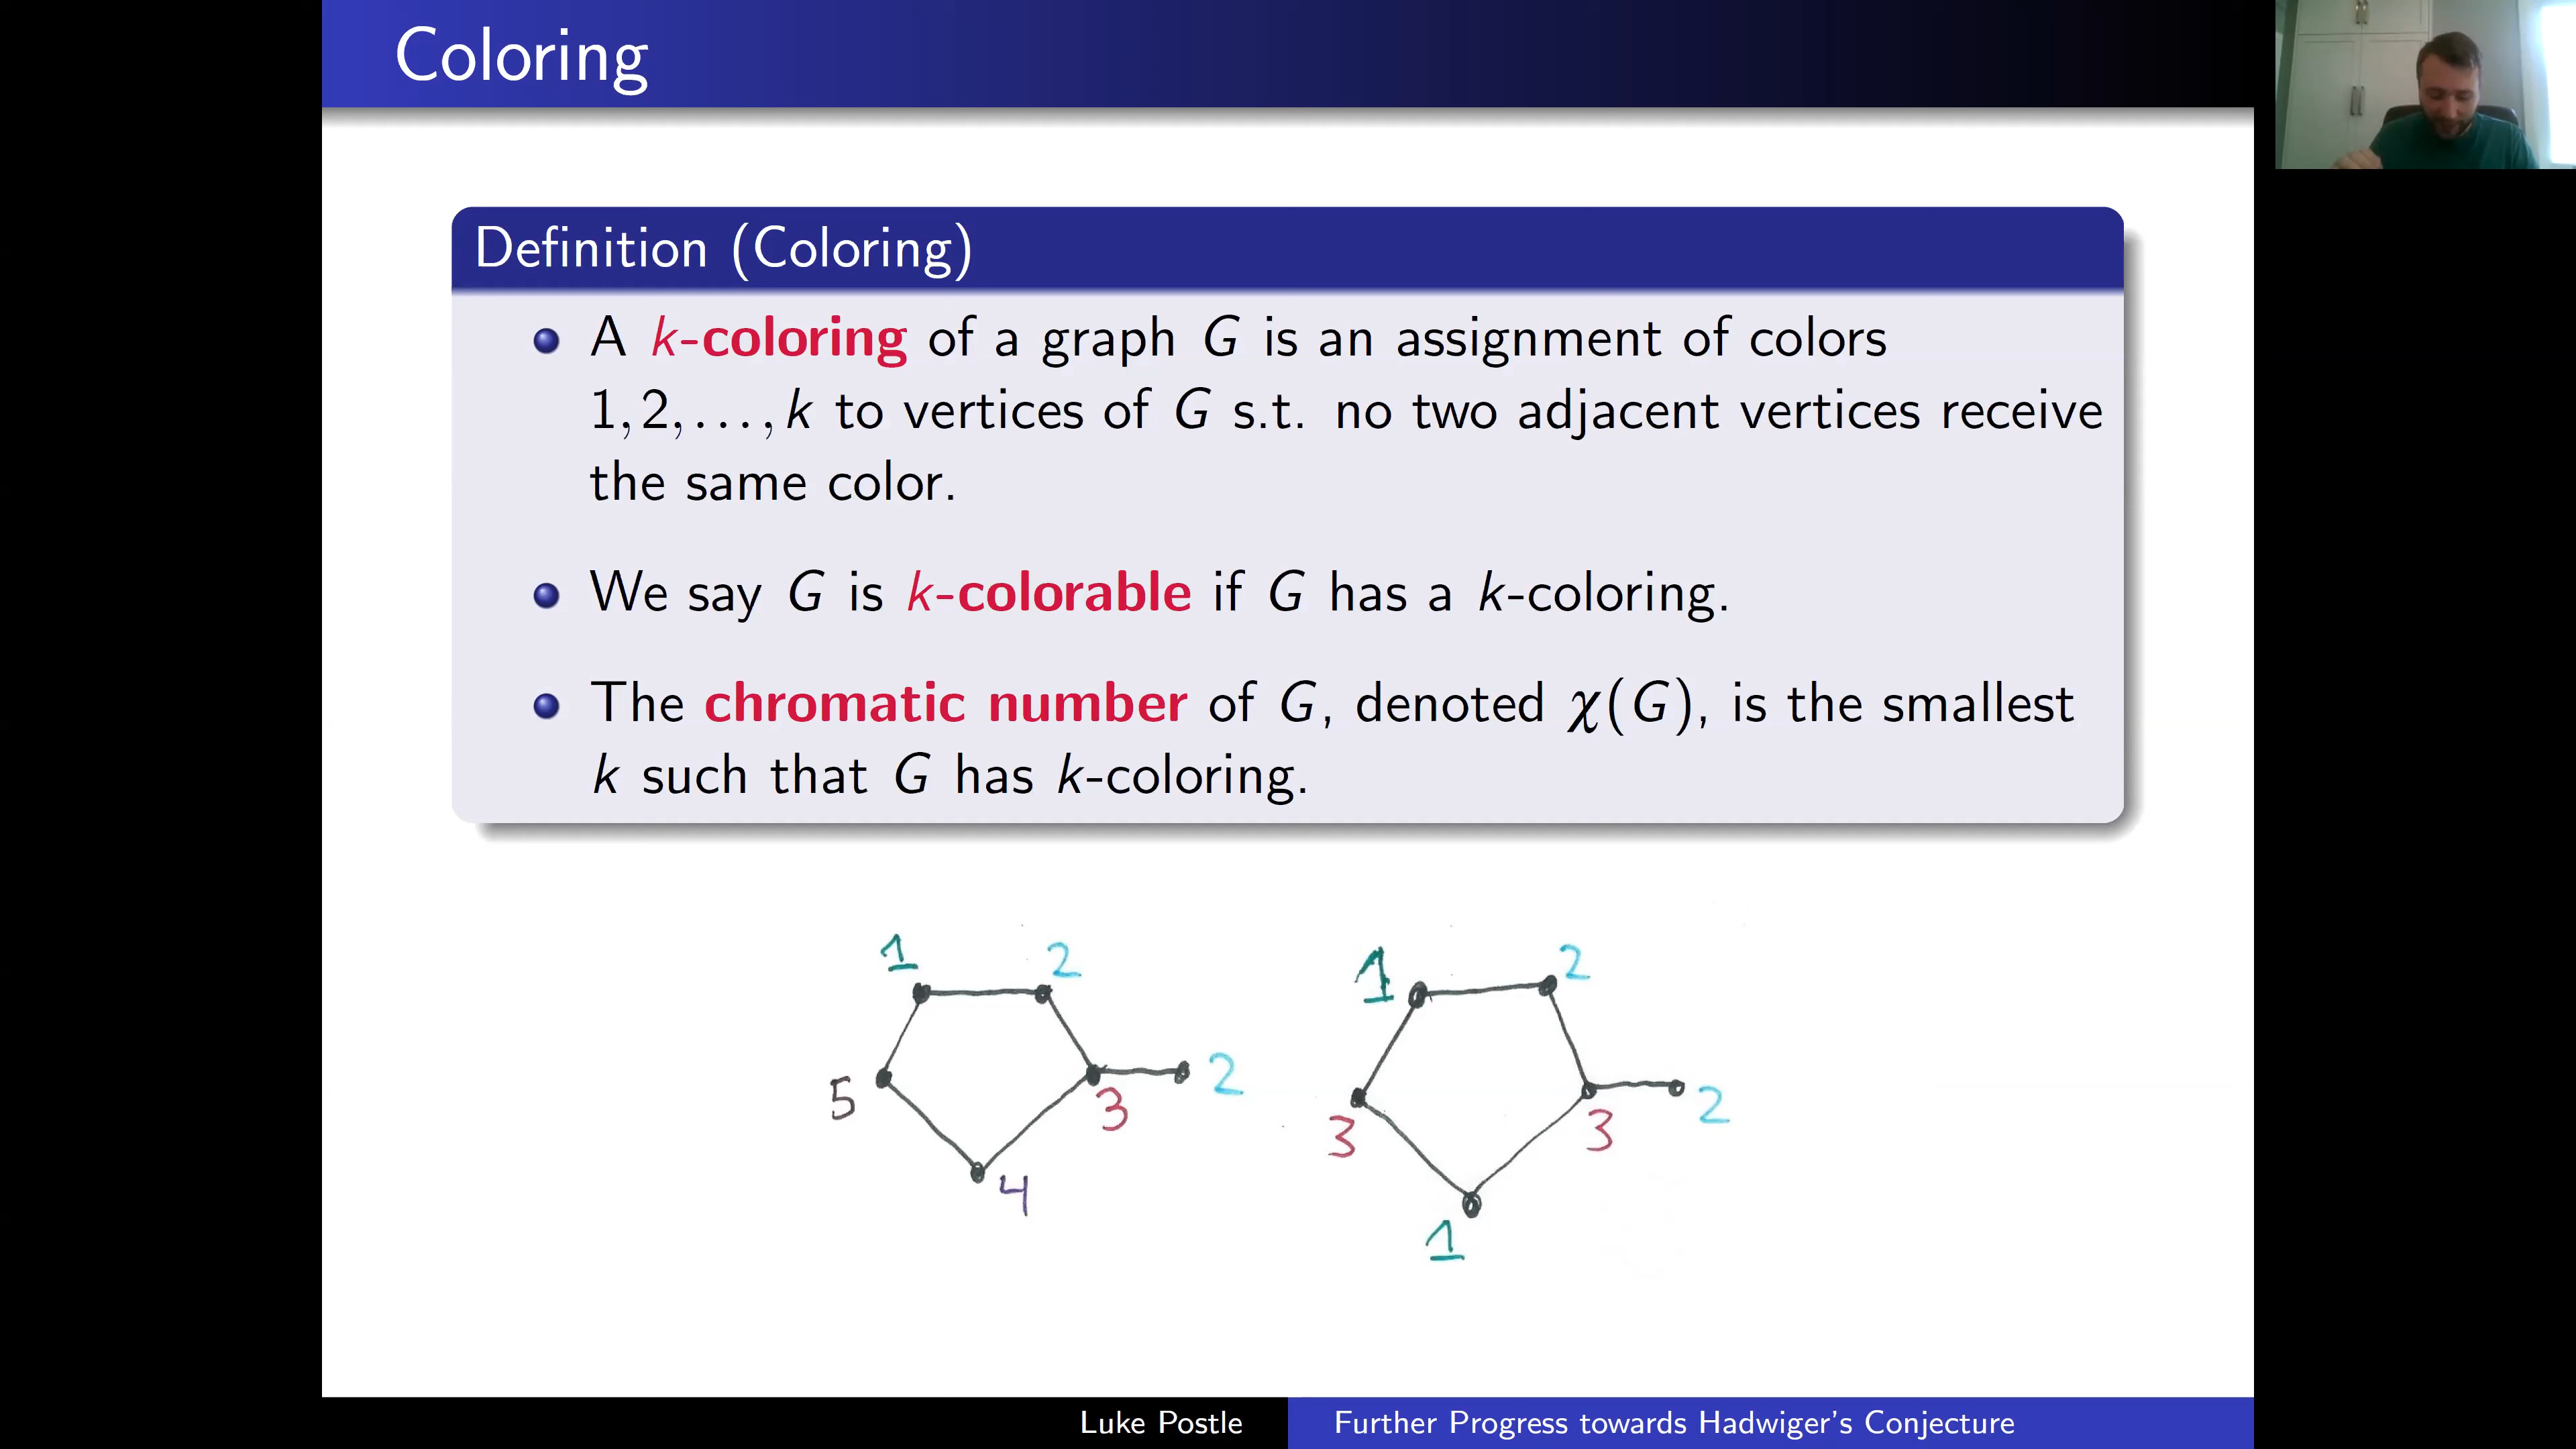 Coloring
Definition (Coloring)
A k-coloring of a graph G is an assignment of colors
1, 2, . . . , k to vertices of G s.t. no two adjacent vertices receive
the same color.
We say G is k-colorable if G has a k-coloring.
The chromatic number of G, denoted χ(G), is the smallest
k such that G has k-coloring.
1 2 1 2
5 3 2 3 3 2
4 1
Luke Postle Further Progress towards Hadwiger's Conjecture